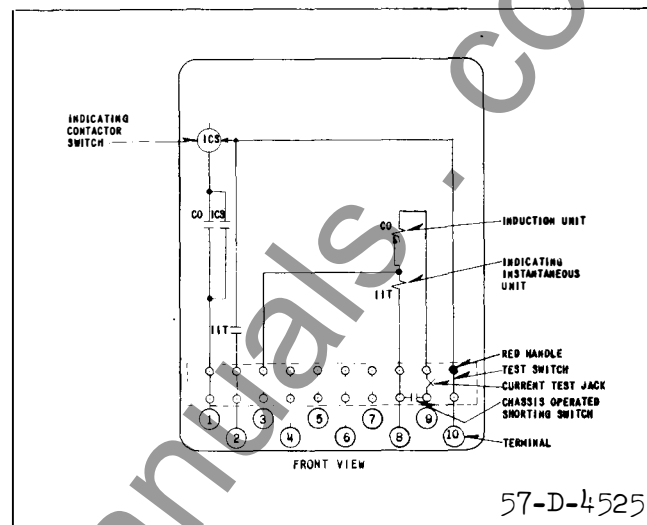 INDICATING
CONTACTOR
SWITCH
ICS
CO ICS
CO
INDUCTION UNIT
INDICATING
INSTANTANEOUS
UNIT
IIT
IIT
RED HANDLE
TEST SWITCH
CURRENT TEST JACK
CHASSIS OPERATED
SHORTING SWITCH
1 3 5 7 9
2 4 6 8 10
TERMINAL
FRONT VIEW
57-D-4525
manuals.co